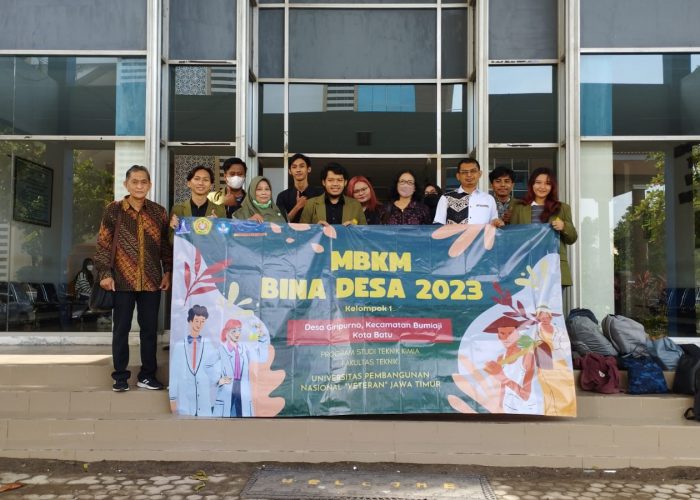 MBKM
BINA DESA 2023
Kelompok 1
Desa Giripurno, Kecamatan Bumiaji
Kota Batu
PROGRAM STUDI TEKNIK KIMIA
FAKULTAS TEKNIK
UNIVERSITAS PEMBANGUNAN
NASIONAL "VETERAN" JAWA TIMUR
WELCOME